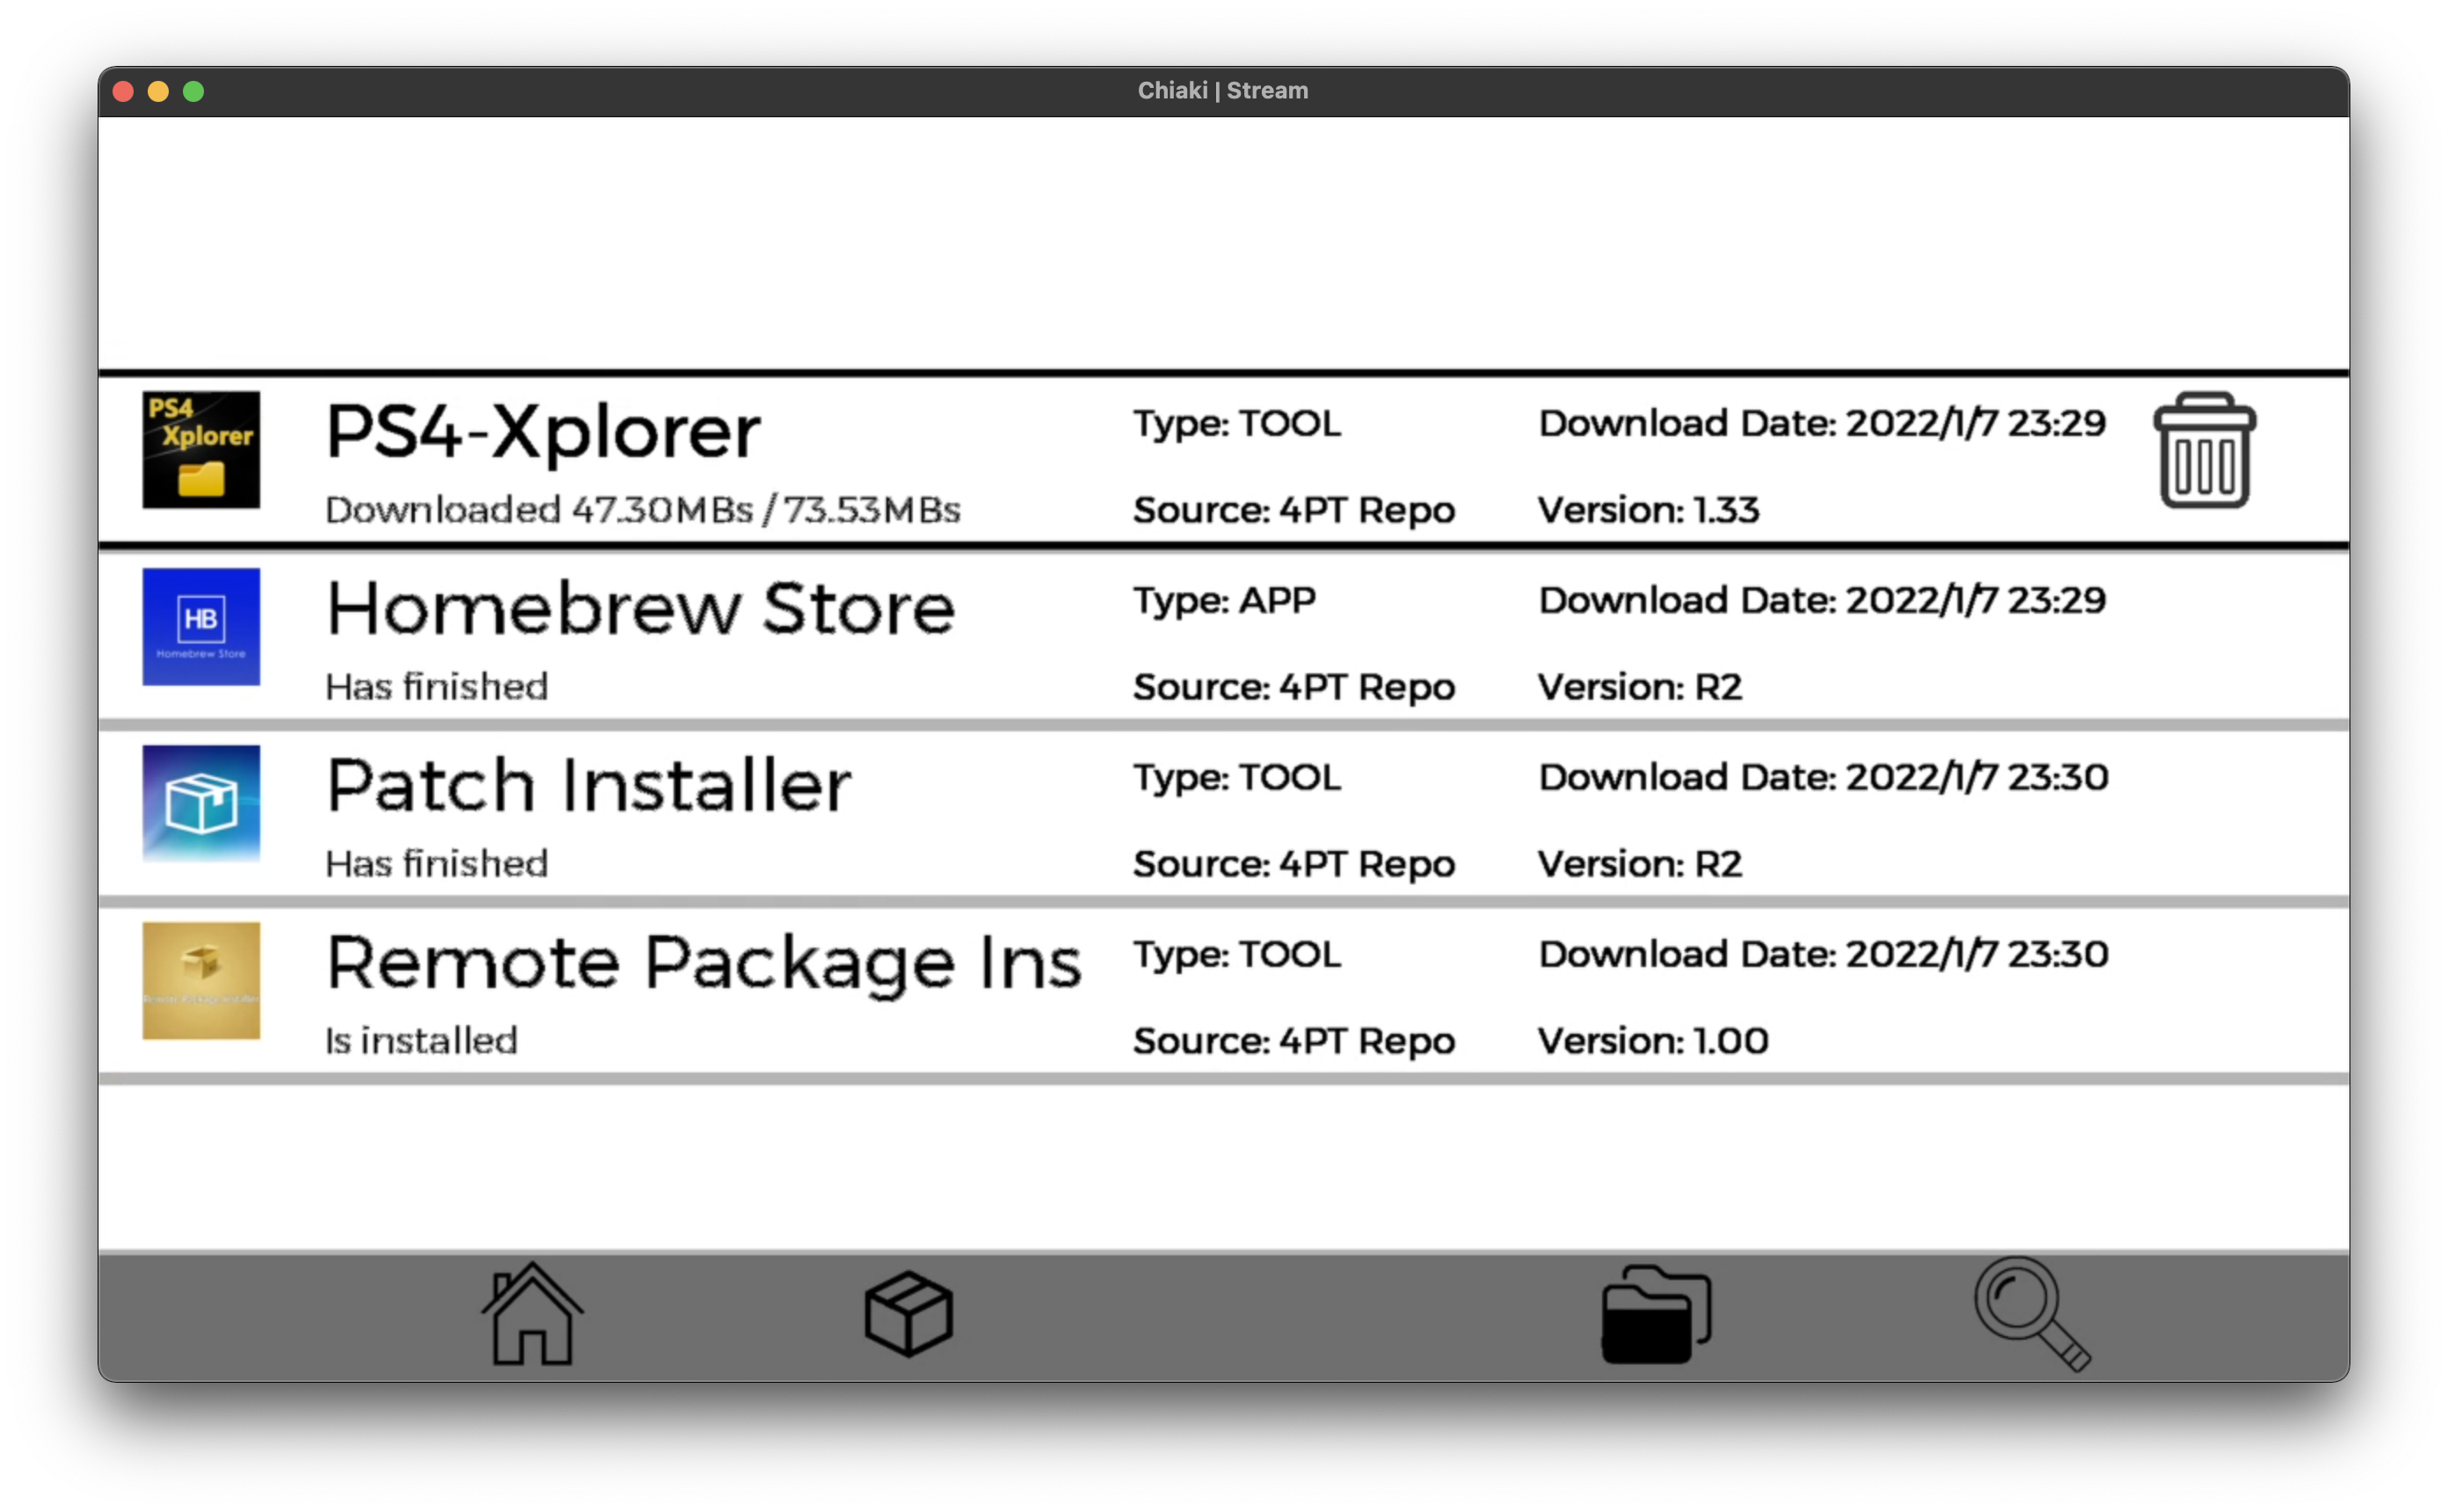 Chiaki | Stream
PS4
Xplorer
PS4-Xplorer
Downloaded 47.30MBs / 73.53MBs
Type: TOOL
Source: 4PT Repo
Download Date: 2022/1/7 23:29
Version: 1.33
HB
Homebrew Store
Homebrew Store
Has finished
Type: APP
Source: 4PT Repo
Download Date: 2022/1/7 23:29
Version: R2
Patch Installer
Has finished
Type: TOOL
Source: 4PT Repo
Download Date: 2022/1/7 23:30
Version: R2
Remote Package Installer
Remote Package Ins
Is installed
Type: TOOL
Source: 4PT Repo
Download Date: 2022/1/7 23:30
Version: 1.00